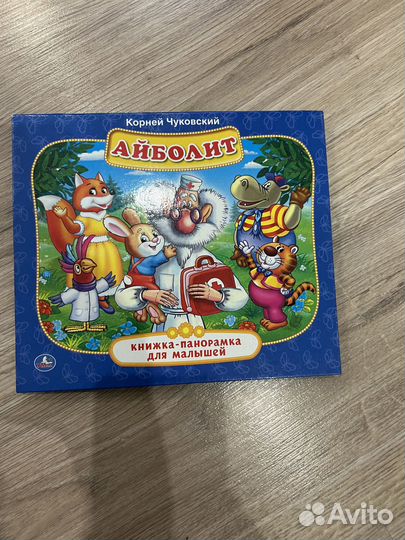 Корней Чуковский
АЙБОЛИТ
книжка-панорамка
для малышей
Avito